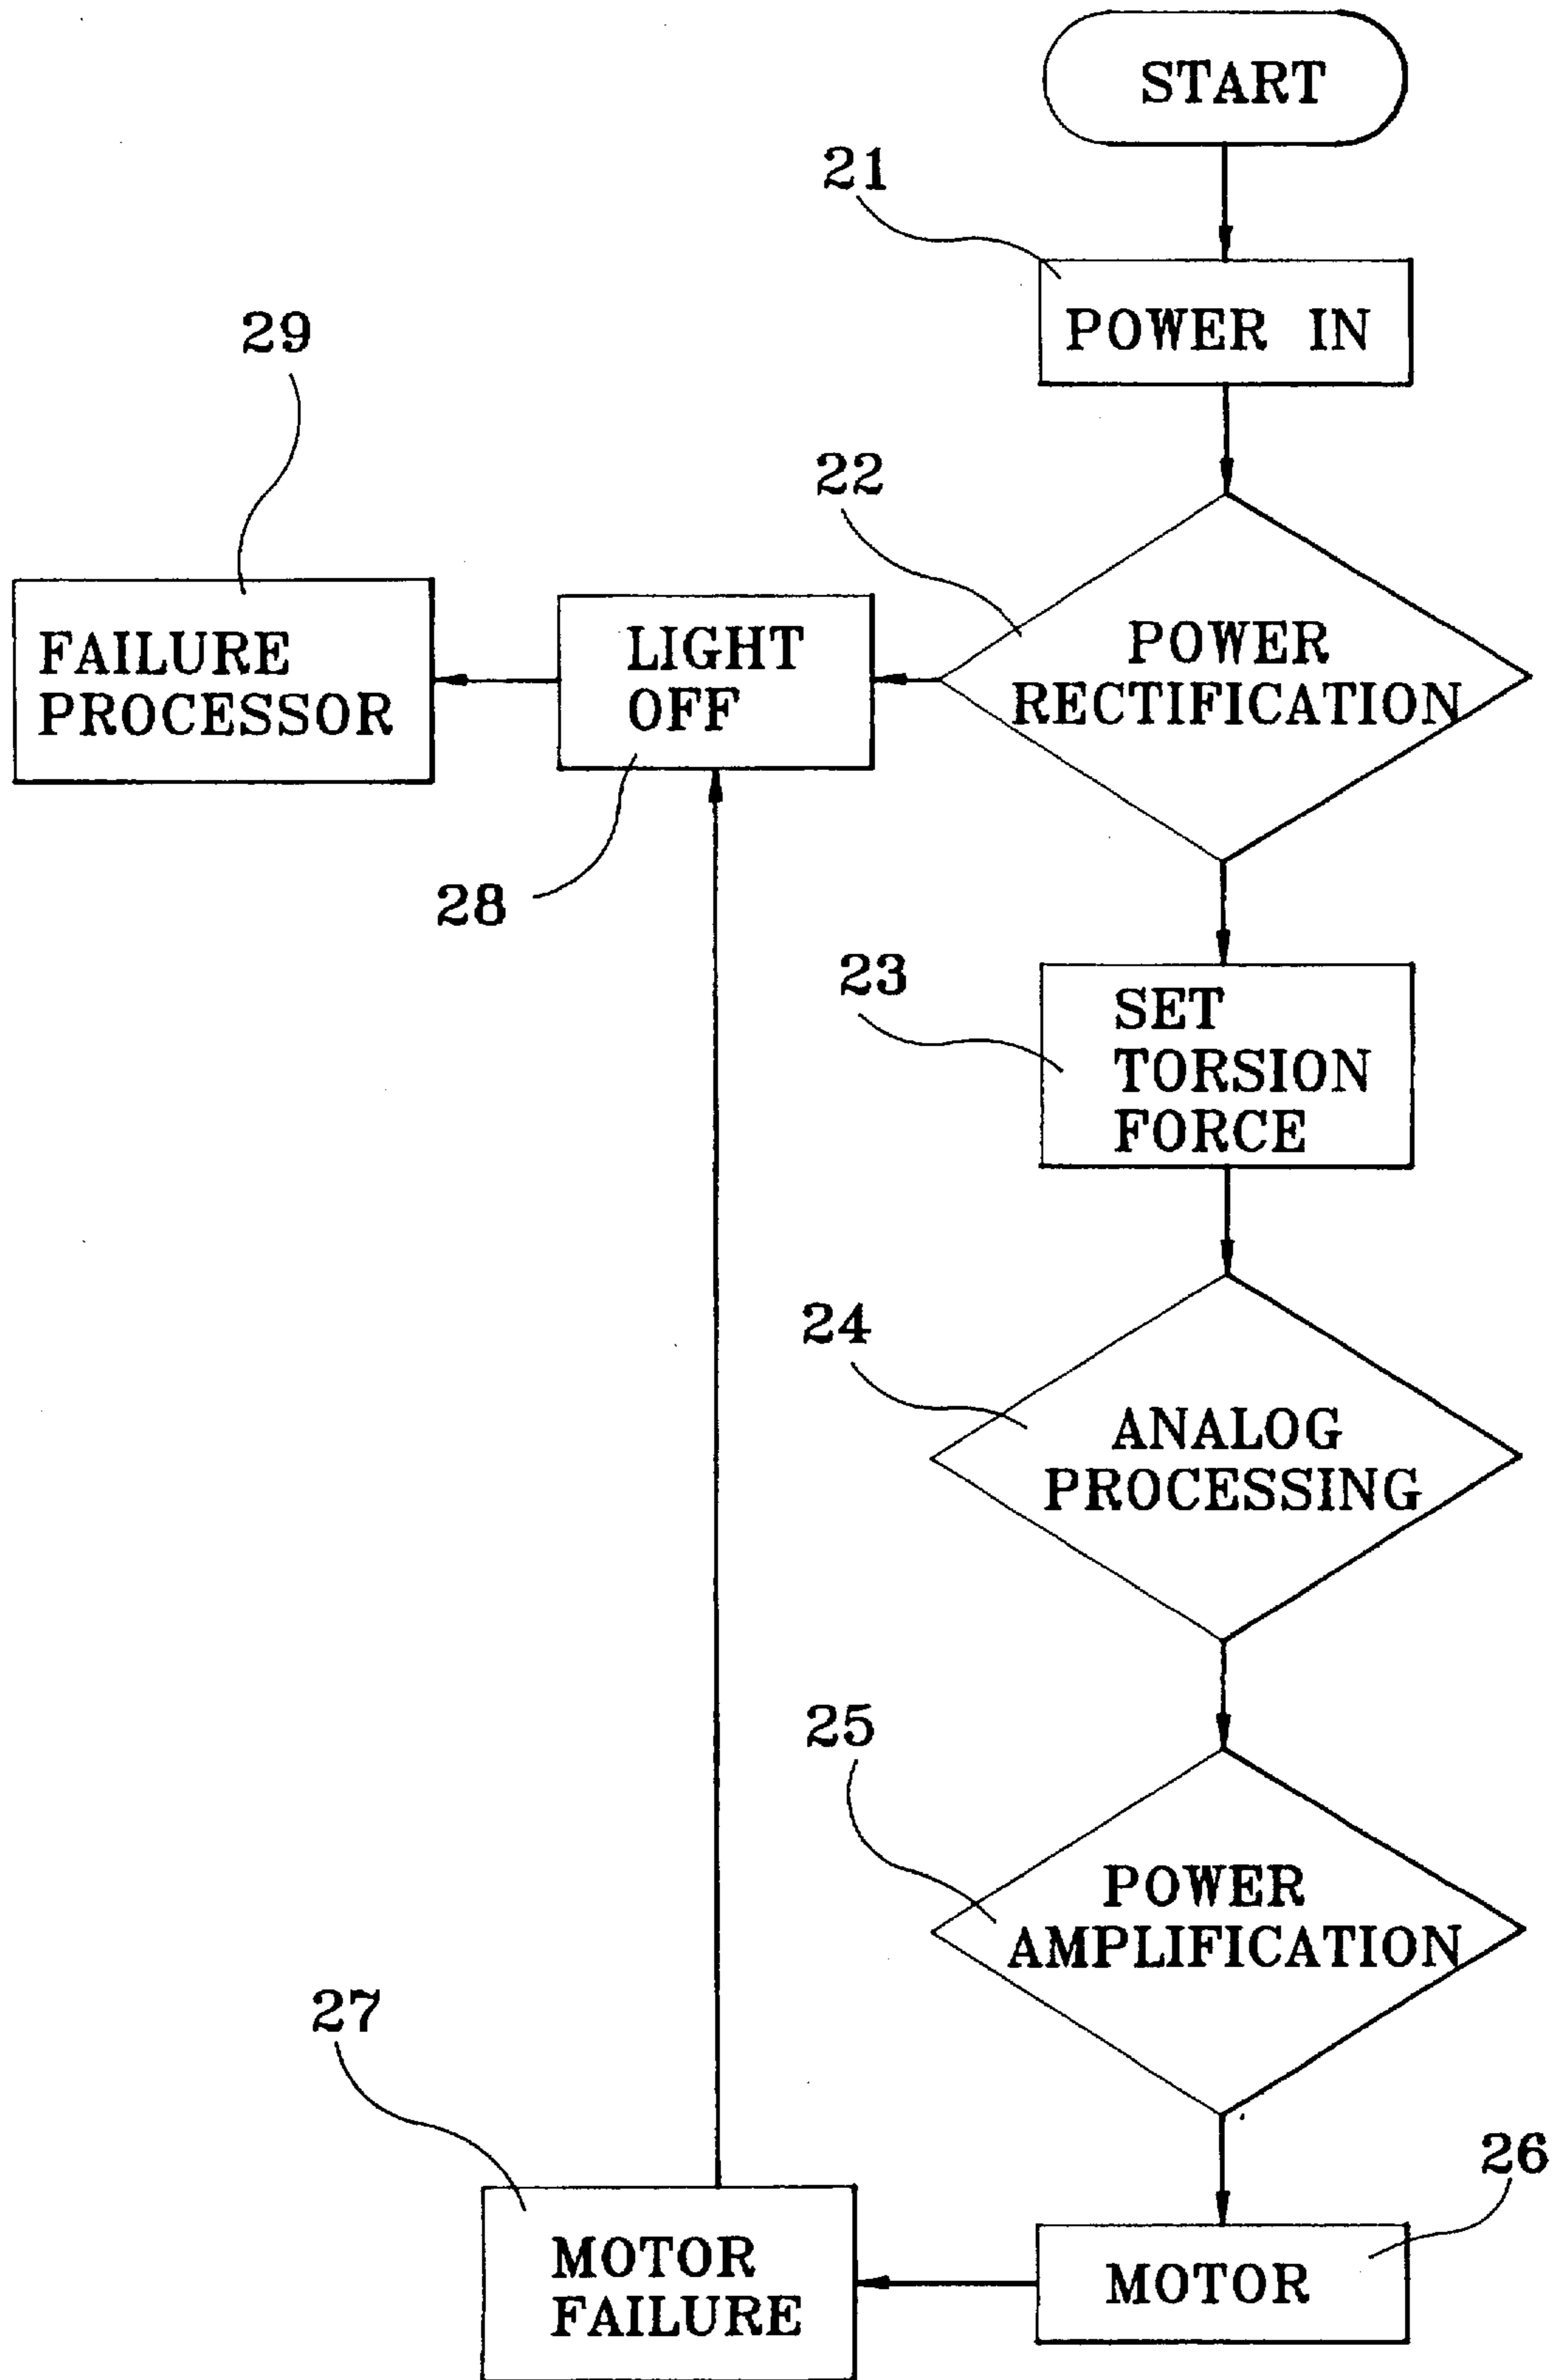 START
21
POWER IN
29
22
FAILURE
PROCESSOR
LIGHT
OFF
POWER
RECTIFICATION
28
23
SET
TORSION
FORCE
24
ANALOG
PROCESSING
25
POWER
AMPLIFICATION
27
26
MOTOR
FAILURE
MOTOR